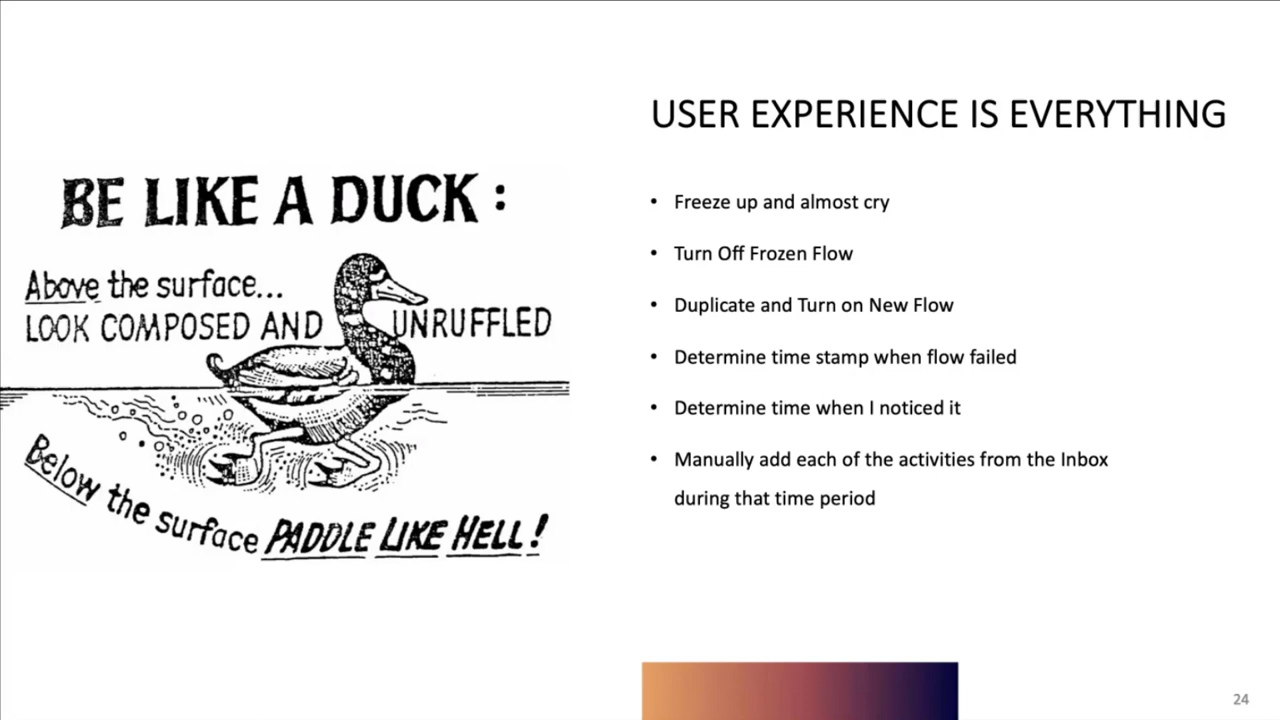 USER EXPERIENCE IS EVERYTHING
BE LIKE A DUCK:
Above the surface...
LOOK COMPOSED AND UNRUFFLED
Below the surface PADDLE LIKE HELL!
• Freeze up and almost cry
• Turn Off Frozen Flow
• Duplicate and Turn on New Flow
• Determine time stamp when flow failed
• Determine time when I noticed it
• Manually add each of the activities from the Inbox
during that time period
24